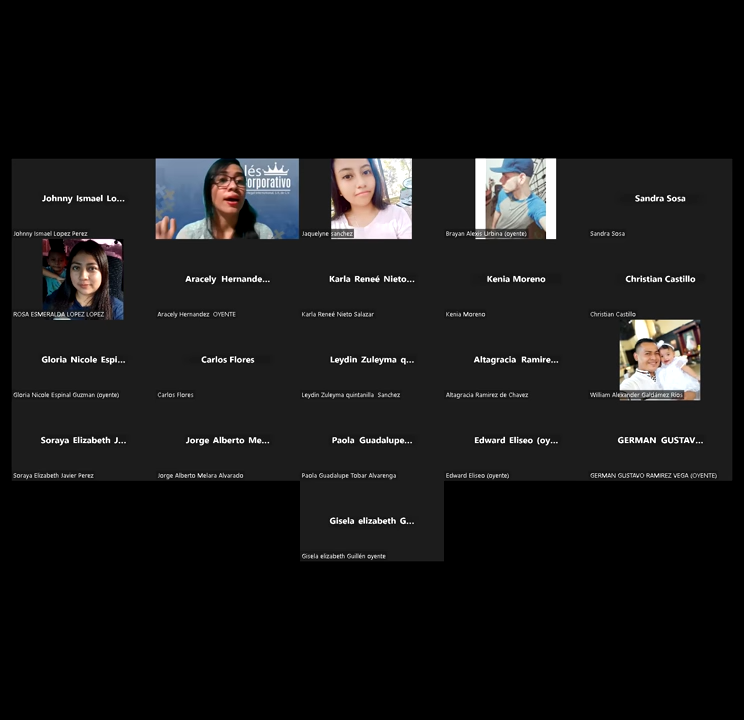 Johnny Ismael Lo...
Johnny Ismael Lopez Perez
lés
orporativo
Jaquelyne sanchez
Brayan Alexis Urbina (oyente)
Sandra Sosa
Sandra Sosa
ROSA ESMERALDA LOPEZ LOPEZ
Aracely Hernande...
Aracely Hernandez OYENTE
Karla Reneé Nieto...
Karla Reneé Nieto Salazar
Kenia Moreno
Kenia Moreno
Christian Castillo
Christian Castillo
Gloria Nicole Espi...
Gloria Nicole Espinal Guzman (oyente)
Carlos Flores
Carlos Flores
Leydin Zuleyma q...
Leydin Zuleyma quintanilla Sanchez
Altagracia Ramire...
Altagracia Ramirez de Chavez
William Alexander Galdámez Rios
Soraya Elizabeth J...
Soraya Elizabeth Javier Perez
Jorge Alberto Me...
Jorge Alberto Melara Alvarado
Paola Guadalupe...
Paola Guadalupe Tobar Alvarenga
Edward Eliseo (oy...
Edward Eliseo (oyente)
GERMAN GUSTAV...
GERMAN GUSTAVO RAMIREZ VEGA (OYENTE)
Gisela elizabeth G...
Gisela elizabeth Guillén oyente